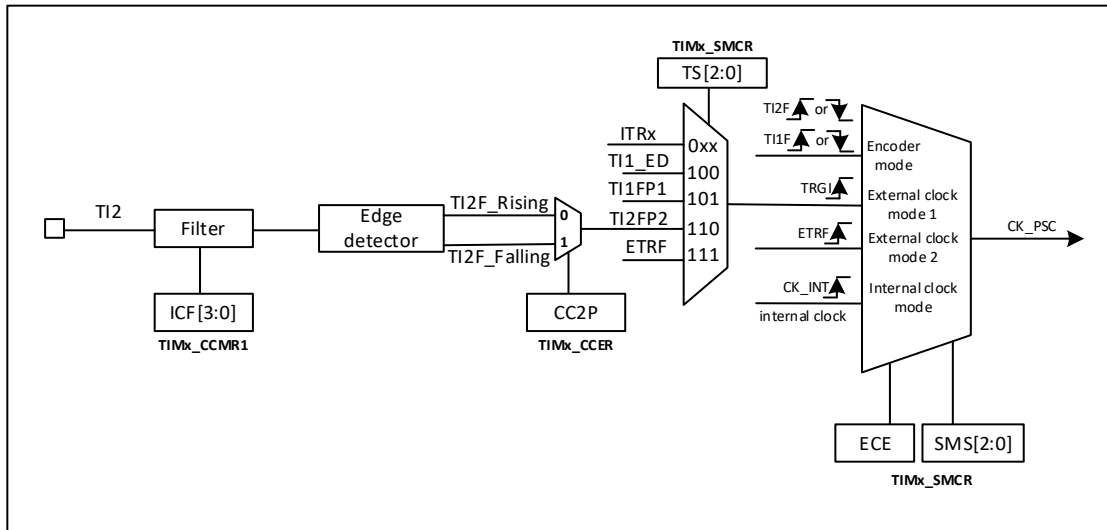 TIMx_SMCR
TS[2:0]
TI2F or
TI1F or
Encoder
mode
ITRx
0xx
TI1_ED
100
TI1FP1
101
TRGI
External clock
mode 1
TI2
Filter
Edge
detector
TI2F_Rising
0
TI2F_Falling
1
TI2FP2
110
ETRF
111
ETRF
External clock
mode 2
CK_PSC
CK_INT
internal clock
Internal clock
mode
ICF[3:0]
TIMx_CCMR1
CC2P
TIMx_CCER
ECE
SMS[2:0]
TIMx_SMCR